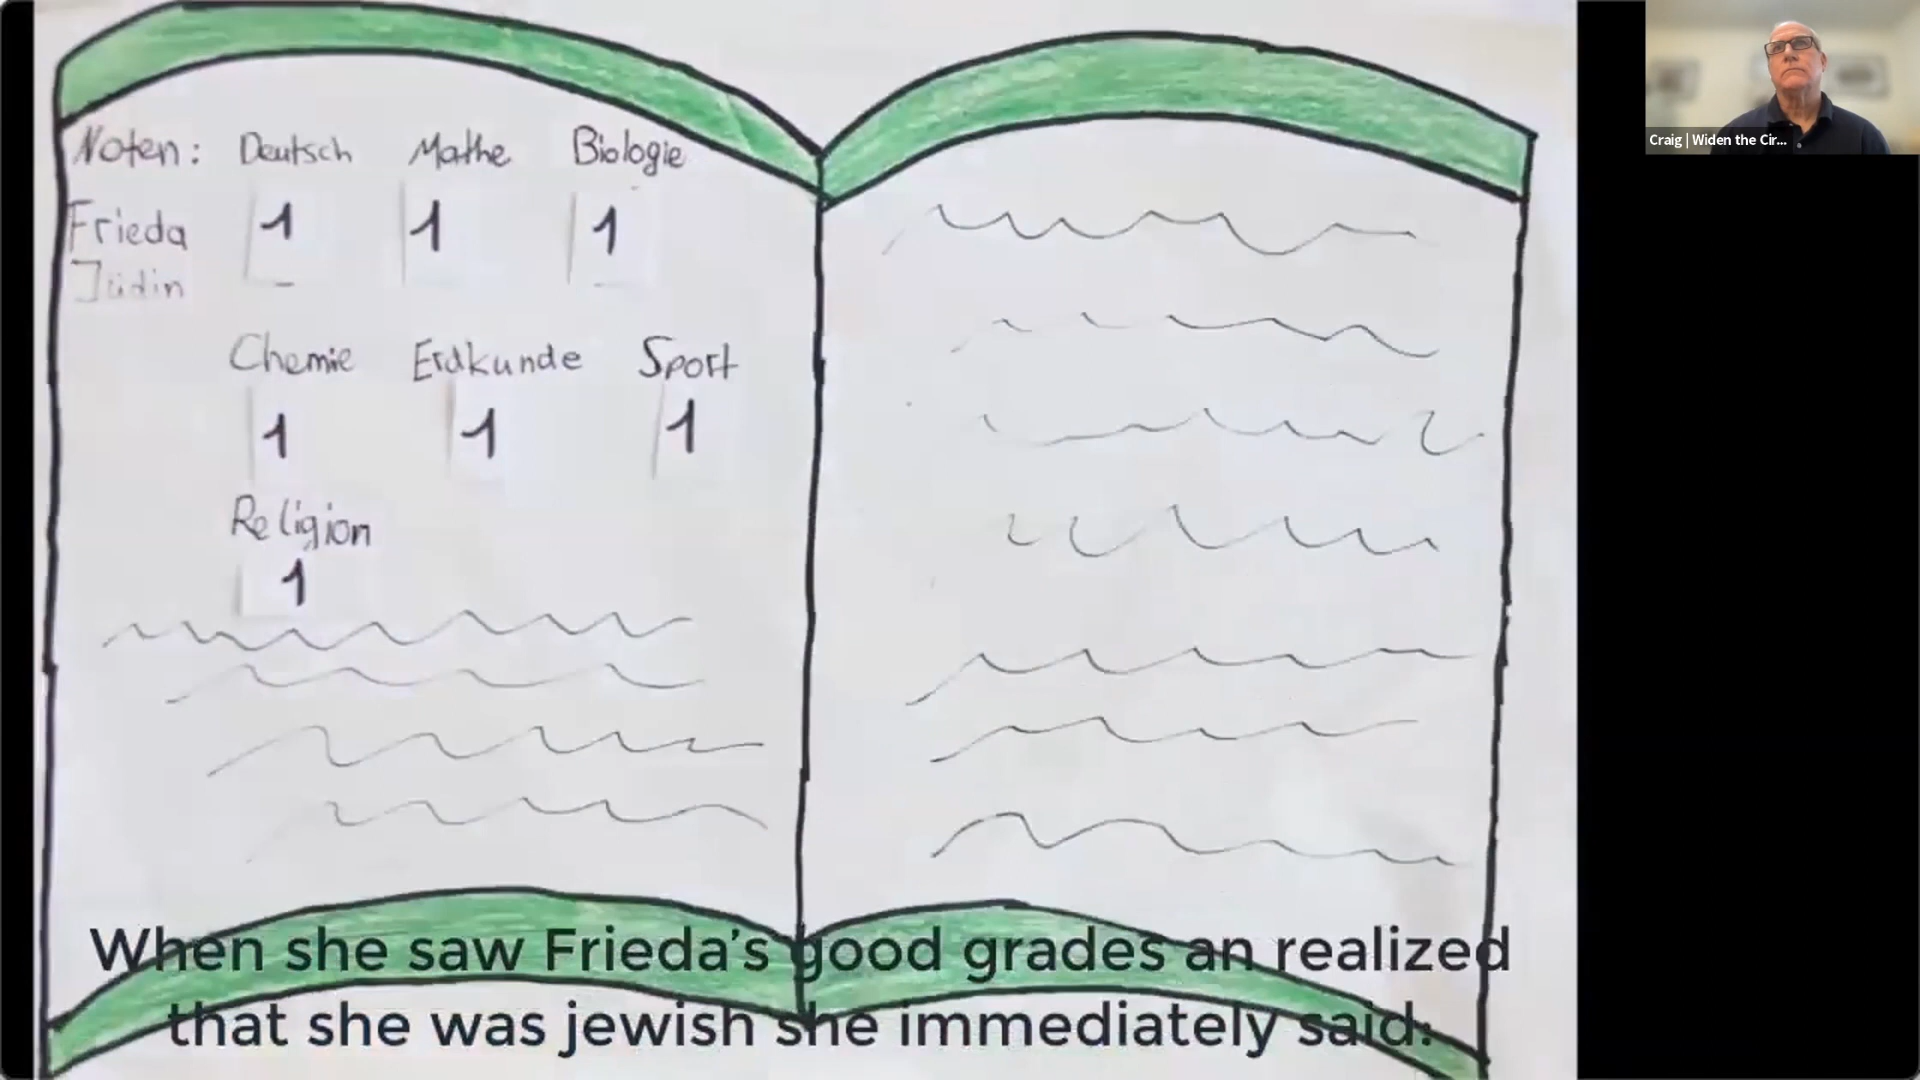 Noten: Deutsch Mathe Biologie
Frieda 1 1 1
Jüdin
Chemie Erdkunde Sport
1 1 1
Religion
1
When she saw Frieda's good grades an realized
that she was jewish she immediately said:
Craig | Widen the Cir...